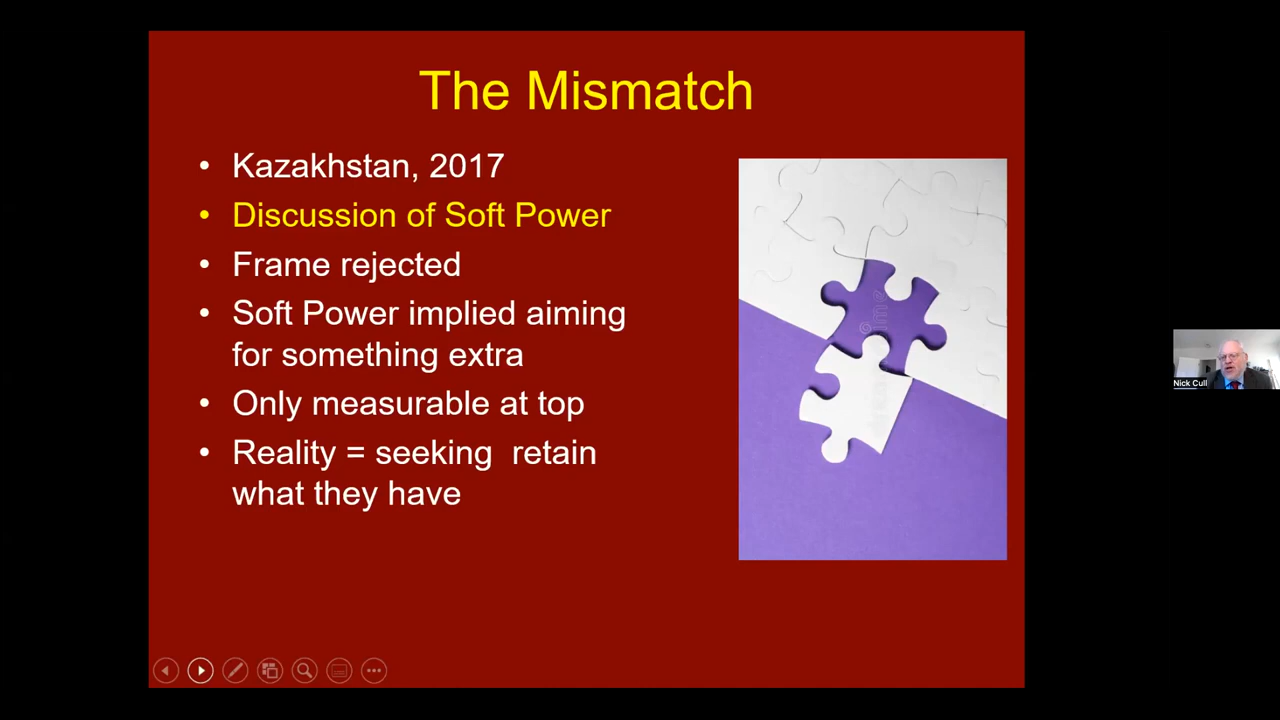 The Mismatch
• Kazakhstan, 2017
• Discussion of Soft Power
• Frame rejected
• Soft Power implied aiming
for something extra
• Only measurable at top
• Reality = seeking  retain
what they have
Nick Cull